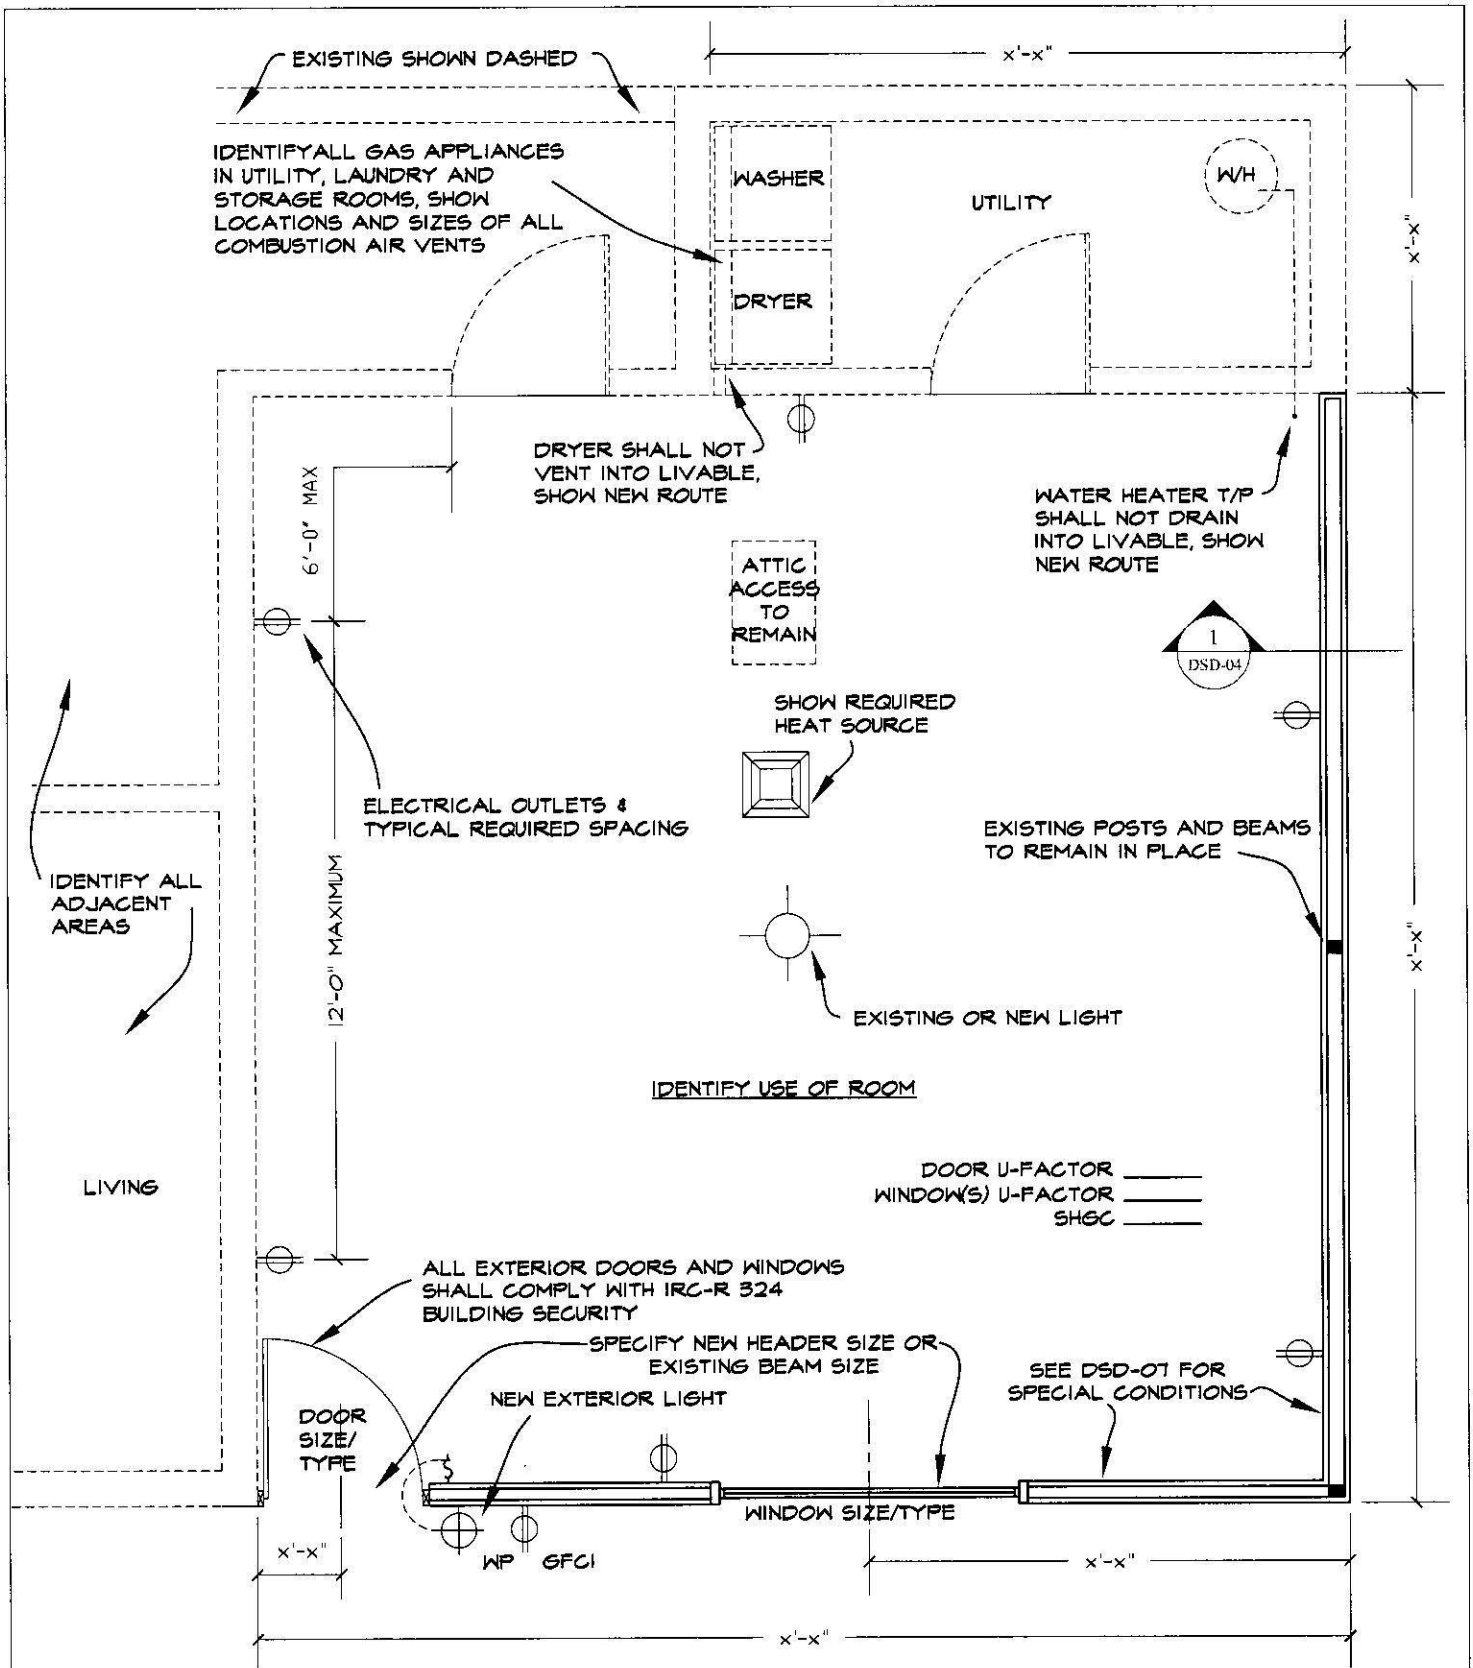 EXISTING SHOWN DASHED
x'-x"
IDENTIFYALL GAS APPLIANCES
IN UTILITY, LAUNDRY AND
STORAGE ROOMS, SHOW
LOCATIONS AND SIZES OF ALL
COMBUSTION AIR VENTS
WASHER
UTILITY
W/H
x'-x"
DRYER
DRYER SHALL NOT
VENT INTO LIVABLE,
SHOW NEW ROUTE
6'-0" MAX
WATER HEATER T/P
SHALL NOT DRAIN
INTO LIVABLE, SHOW
NEW ROUTE
ATTIC
ACCESS
TO
REMAIN
1
DSD-04
SHOW REQUIRED
HEAT SOURCE
ELECTRICAL OUTLETS &
TYPICAL REQUIRED SPACING
EXISTING POSTS AND BEAMS
TO REMAIN IN PLACE
IDENTIFY ALL
ADJACENT
AREAS
12'-0" MAXIMUM
x'-x"
EXISTING OR NEW LIGHT
IDENTIFY USE OF ROOM
LIVING
DOOR U-FACTOR
WINDOW(S) U-FACTOR
SHGC
ALL EXTERIOR DOORS AND WINDOWS
SHALL COMPLY WITH IRC-R 324
BUILDING SECURITY
SPECIFY NEW HEADER SIZE OR
EXISTING BEAM SIZE
SEE DSD-07 FOR
SPECIAL CONDITIONS
NEW EXTERIOR LIGHT
DOOR
SIZE/
TYPE
$
WINDOW SIZE/TYPE
x'-x"
WP GFCI
x'-x"
x'-x"